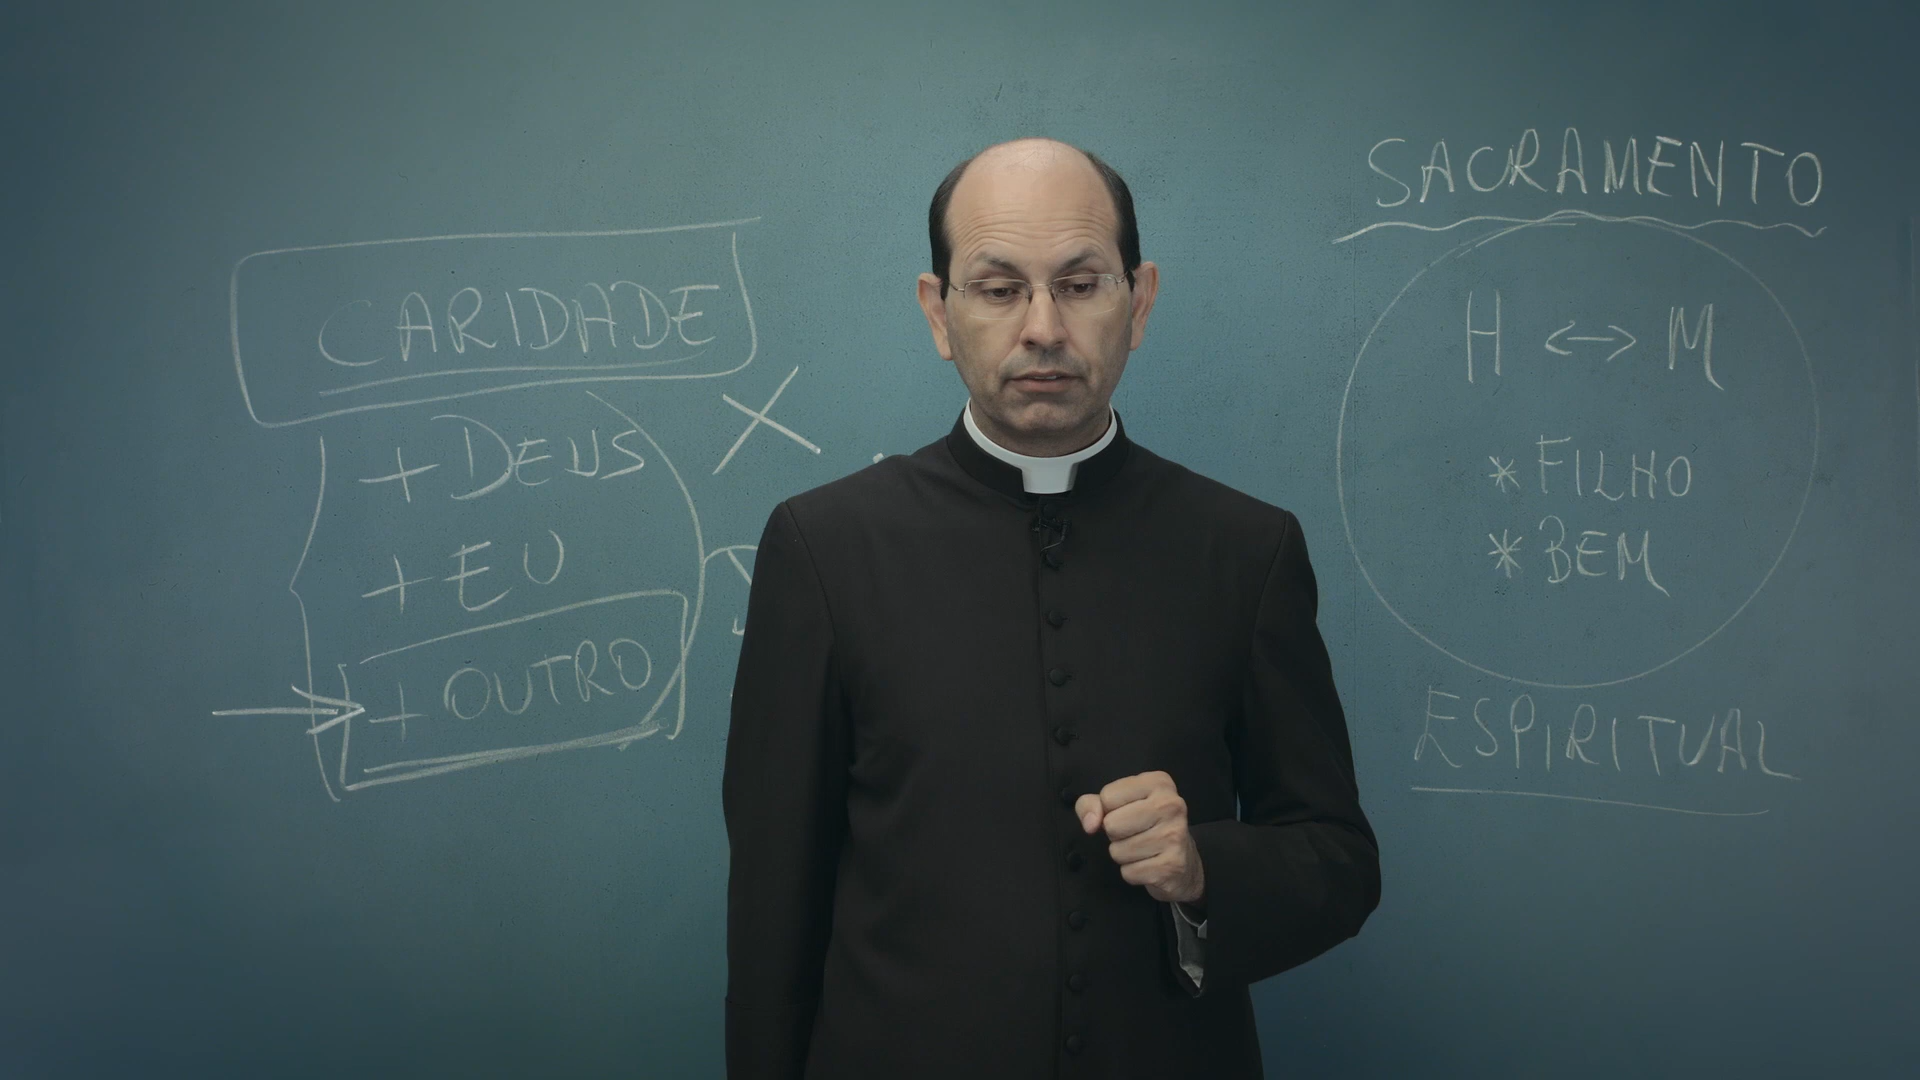 CARIDADE
+ DEUS
+ EU
+ OUTRO
X
SACRAMENTO
H ↔ M
* FILHO
* BEM
ESPIRITUAL